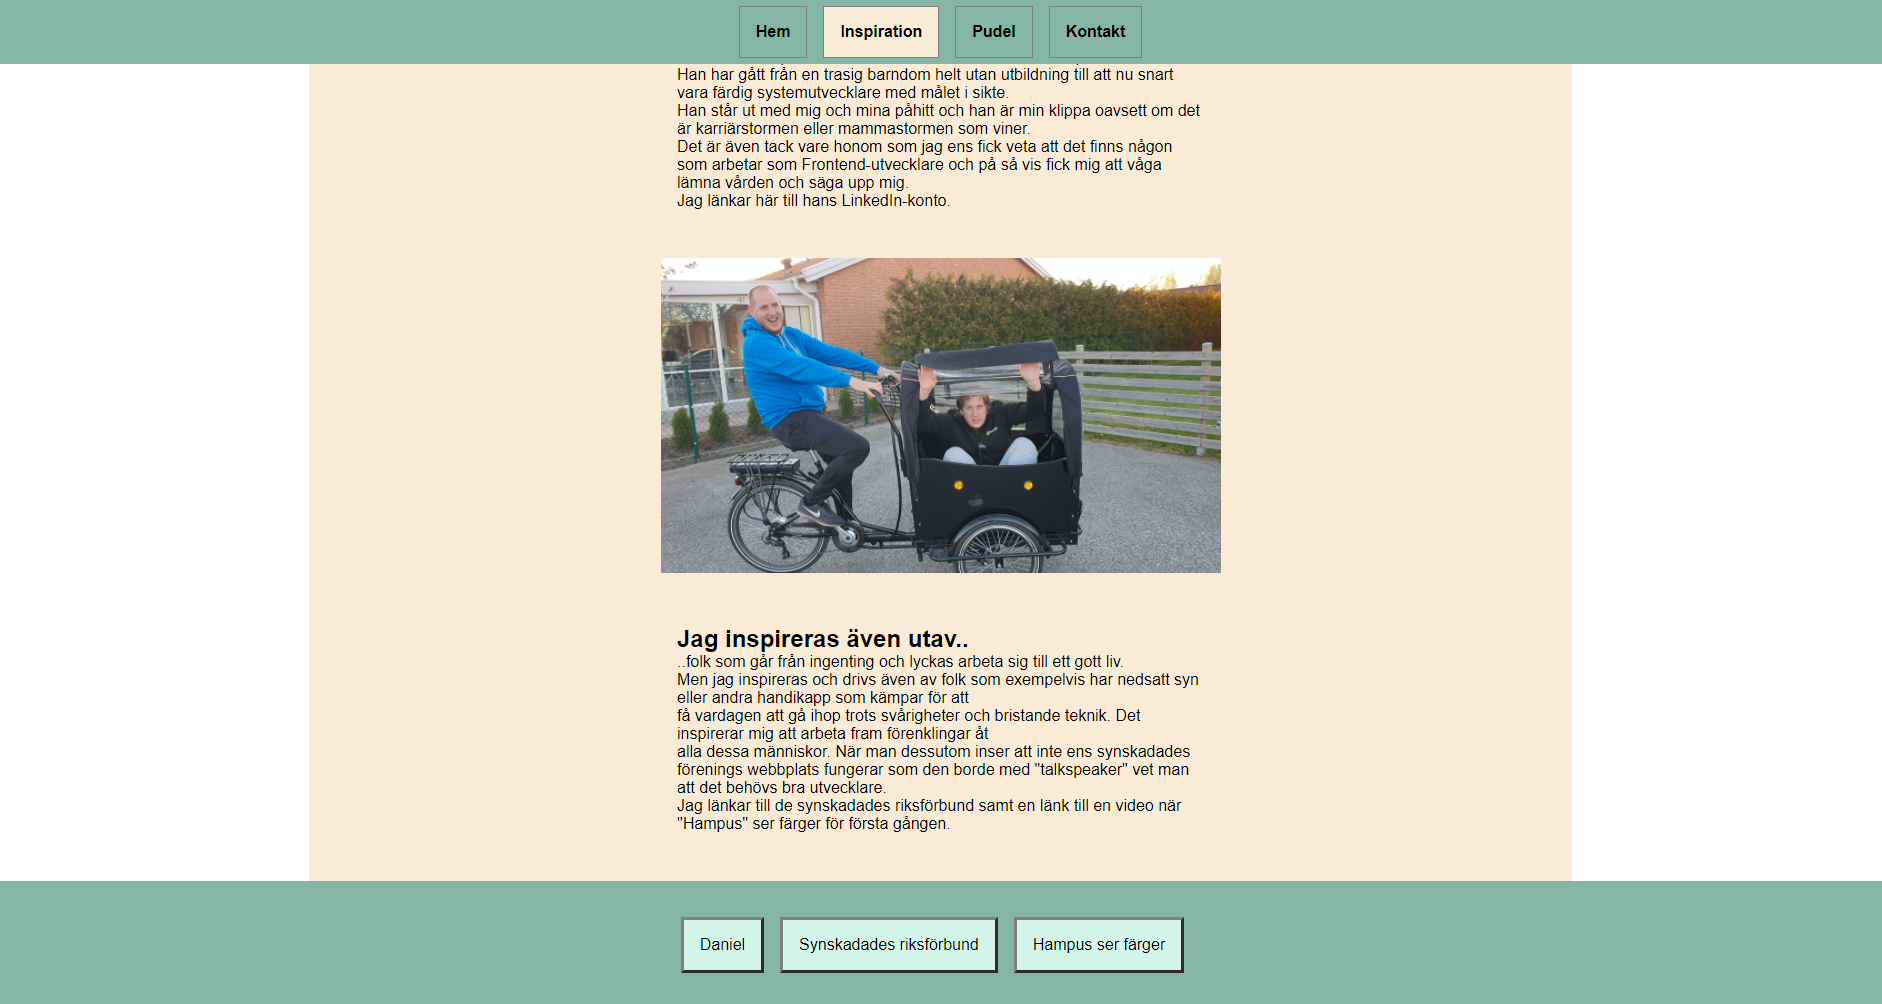 Hem
Inspiration
Pudel
Kontakt
Han har gått från en trasig barndom helt utan utbildning till att nu snart
vara färdig systemutvecklare med målet i sikte.
Han står ut med mig och mina påhitt och han är min klippa oavsett om det
är karriärstormen eller mammastormen som viner.
Det är även tack vare honom som jag ens fick veta att det finns någon
som arbetar som Frontend-utvecklare och på så vis fick mig att våga
lämna vården och säga upp mig.
Jag länkar här till hans LinkedIn-konto.
Jag inspireras även utav..
..folk som går från ingenting och lyckas arbeta sig till ett gott liv.
Men jag inspireras och drivs även av folk som exempelvis har nedsatt syn
eller andra handikapp som kämpar för att
få vardagen att gå ihop trots svårigheter och bristande teknik. Det
inspirerar mig att arbeta fram förenklingar åt
alla dessa människor. När man dessutom inser att inte ens synskadades
förenings webbplats fungerar som den borde med "talkspeaker" vet man
att det behövs bra utvecklare.
Jag länkar till de synskadades riksförbund samt en länk till en video när
"Hampus" ser färger för första gången.
Daniel
Synskadades riksförbund
Hampus ser färger